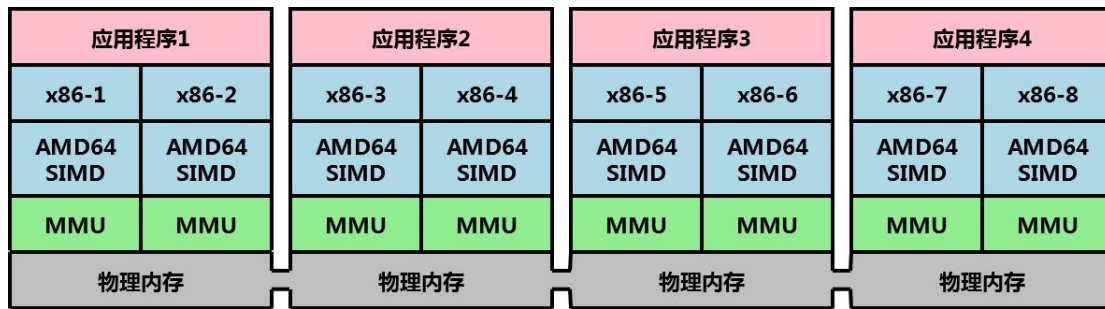 应用程序1 应用程序2 应用程序3 应用程序4
x86-1 x86-2 x86-3 x86-4 x86-5 x86-6 x86-7 x86-8
AMD64 AMD64 AMD64 AMD64 AMD64 AMD64 AMD64 AMD64
SIMD SIMD SIMD SIMD SIMD SIMD SIMD SIMD
MMU MMU MMU MMU MMU MMU MMU MMU
物理内存 物理内存 物理内存 物理内存